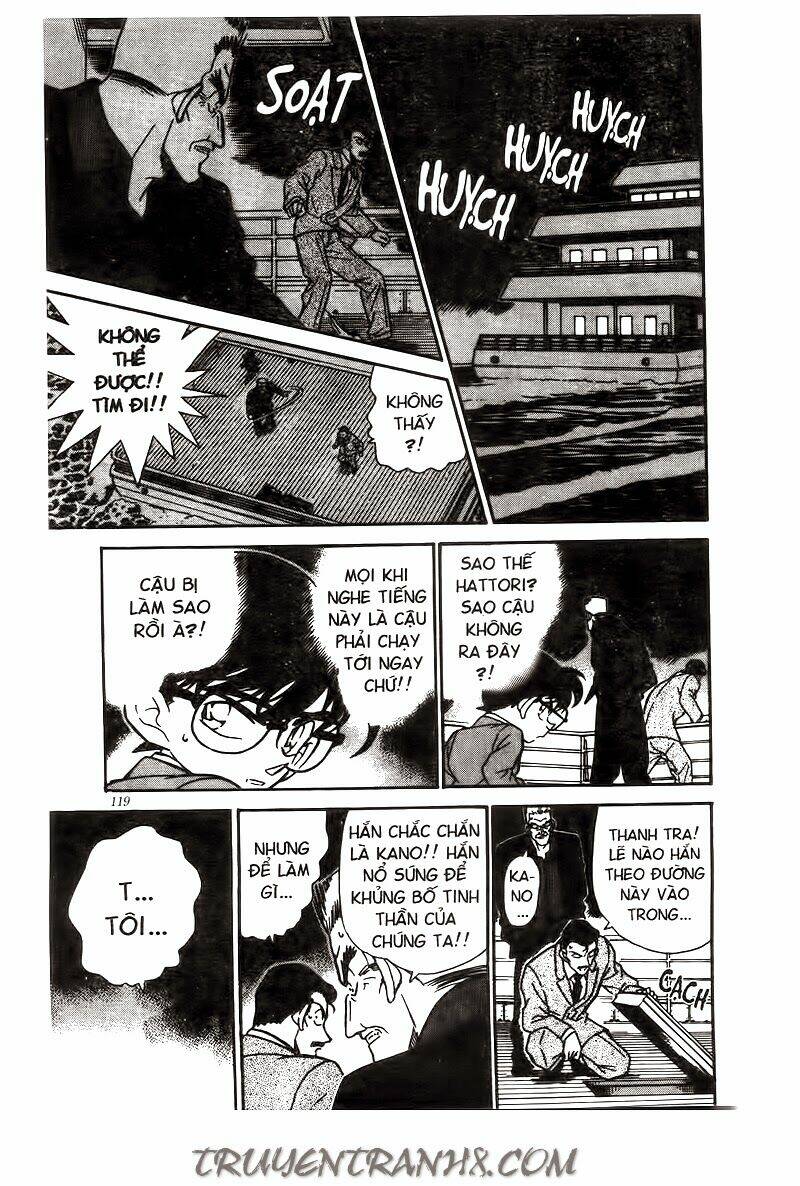 HUỴCH
HUỴCH
HUỴCH
SOẠT
KHÔNG
THẤY
?!
KHÔNG
THỂ
ĐƯỢC!!
TÌM ĐI!!
SAO THẾ
HATTORI?
SAO CẬU
KHÔNG
RA ĐÂY
?!
MỌI KHI
NGHE TIẾNG
NÀY LÀ CẬU
PHẢI CHẠY
TỚI NGAY
CHỨ!!
CẬU BỊ
LÀM SAO
RỒI À?!
119
THANH TRA!
LẼ NÀO HẮN
THEO ĐƯỜNG
NÀY VÀO
TRONG...
KA-
NO
...
CẠCH
HẮN CHẮC CHẮN
LÀ KANO!! HẮN
NỔ SÚNG ĐỂ
KHỦNG BỐ TINH
THẦN CỦA
CHÚNG TA!!
NHƯNG
ĐỂ LÀM
GÌ...
T...
TÔI...
TRUYENTRANH8.COM